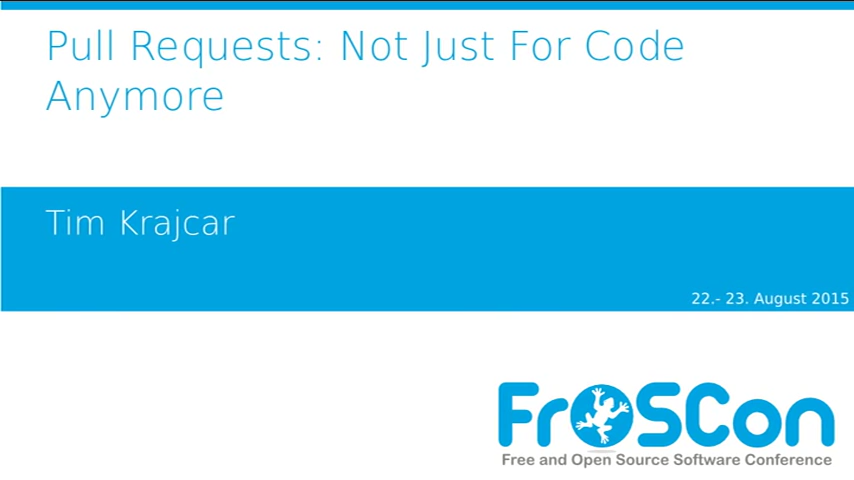 Pull Requests: Not Just For Code
Anymore
Tim Krajcar
22.- 23. August 2015
FrOSCon
Free and Open Source Software Conference